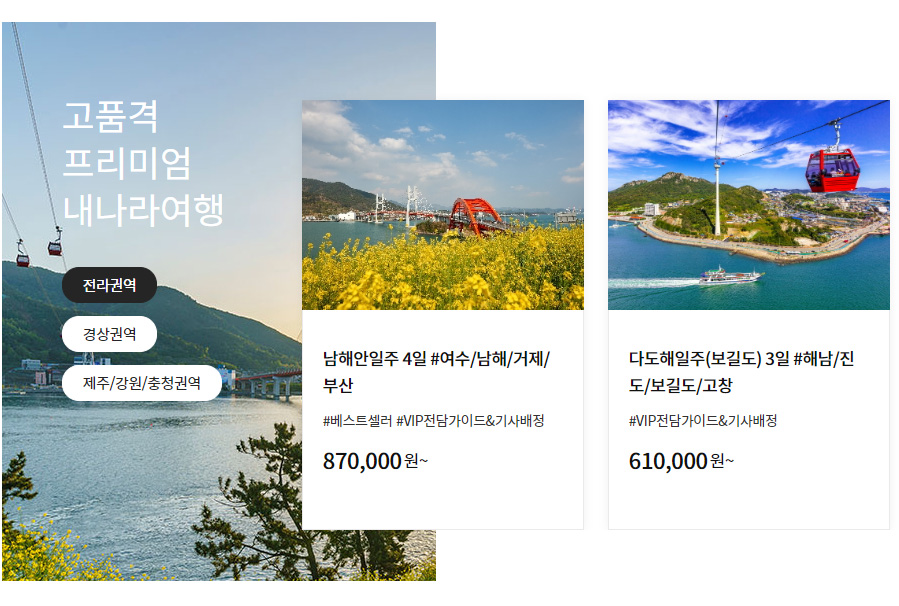 고품격
프리미엄
내나라여행
전라권역
경상권역
제주/강원/충청권역
남해안일주 4일 #여수/남해/거제/
부산
#베스트셀러 #VIP전담가이드&기사배정
870,000원~
다도해일주(보길도) 3일 #해남/진
도/보길도/고창
#VIP전담가이드&기사배정
610,000원~